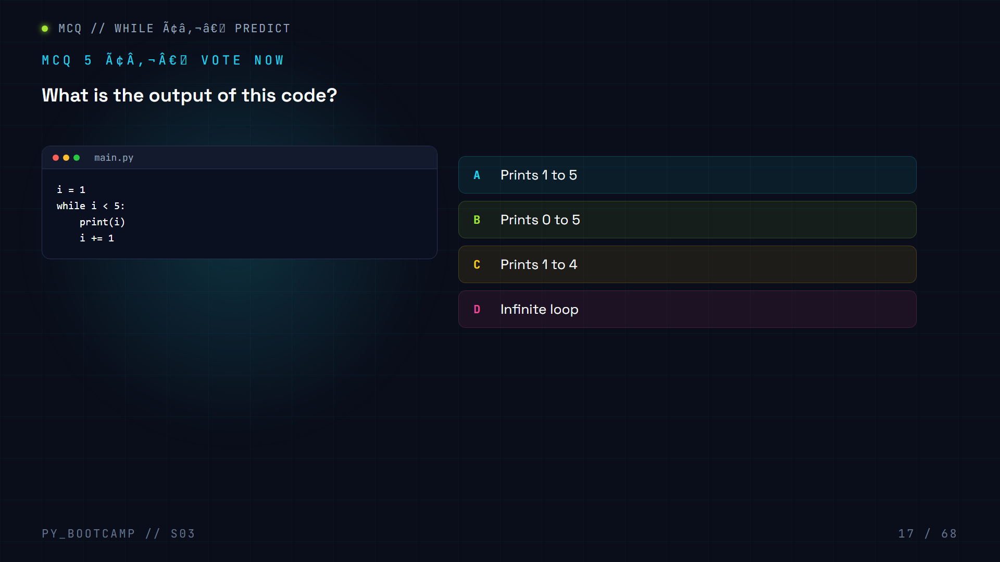 MCQ // WHILE Ã¢â‚¬â€ PREDICT
MCQ 5 Ã¢Â‚¬Â€ VOTE NOW
What is the output of this code?
main.py
i = 1
while i < 5:
    print(i)
    i += 1
A Prints 1 to 5
B Prints 0 to 5
C Prints 1 to 4
D Infinite loop
PY_BOOTCAMP // S03
17 / 68